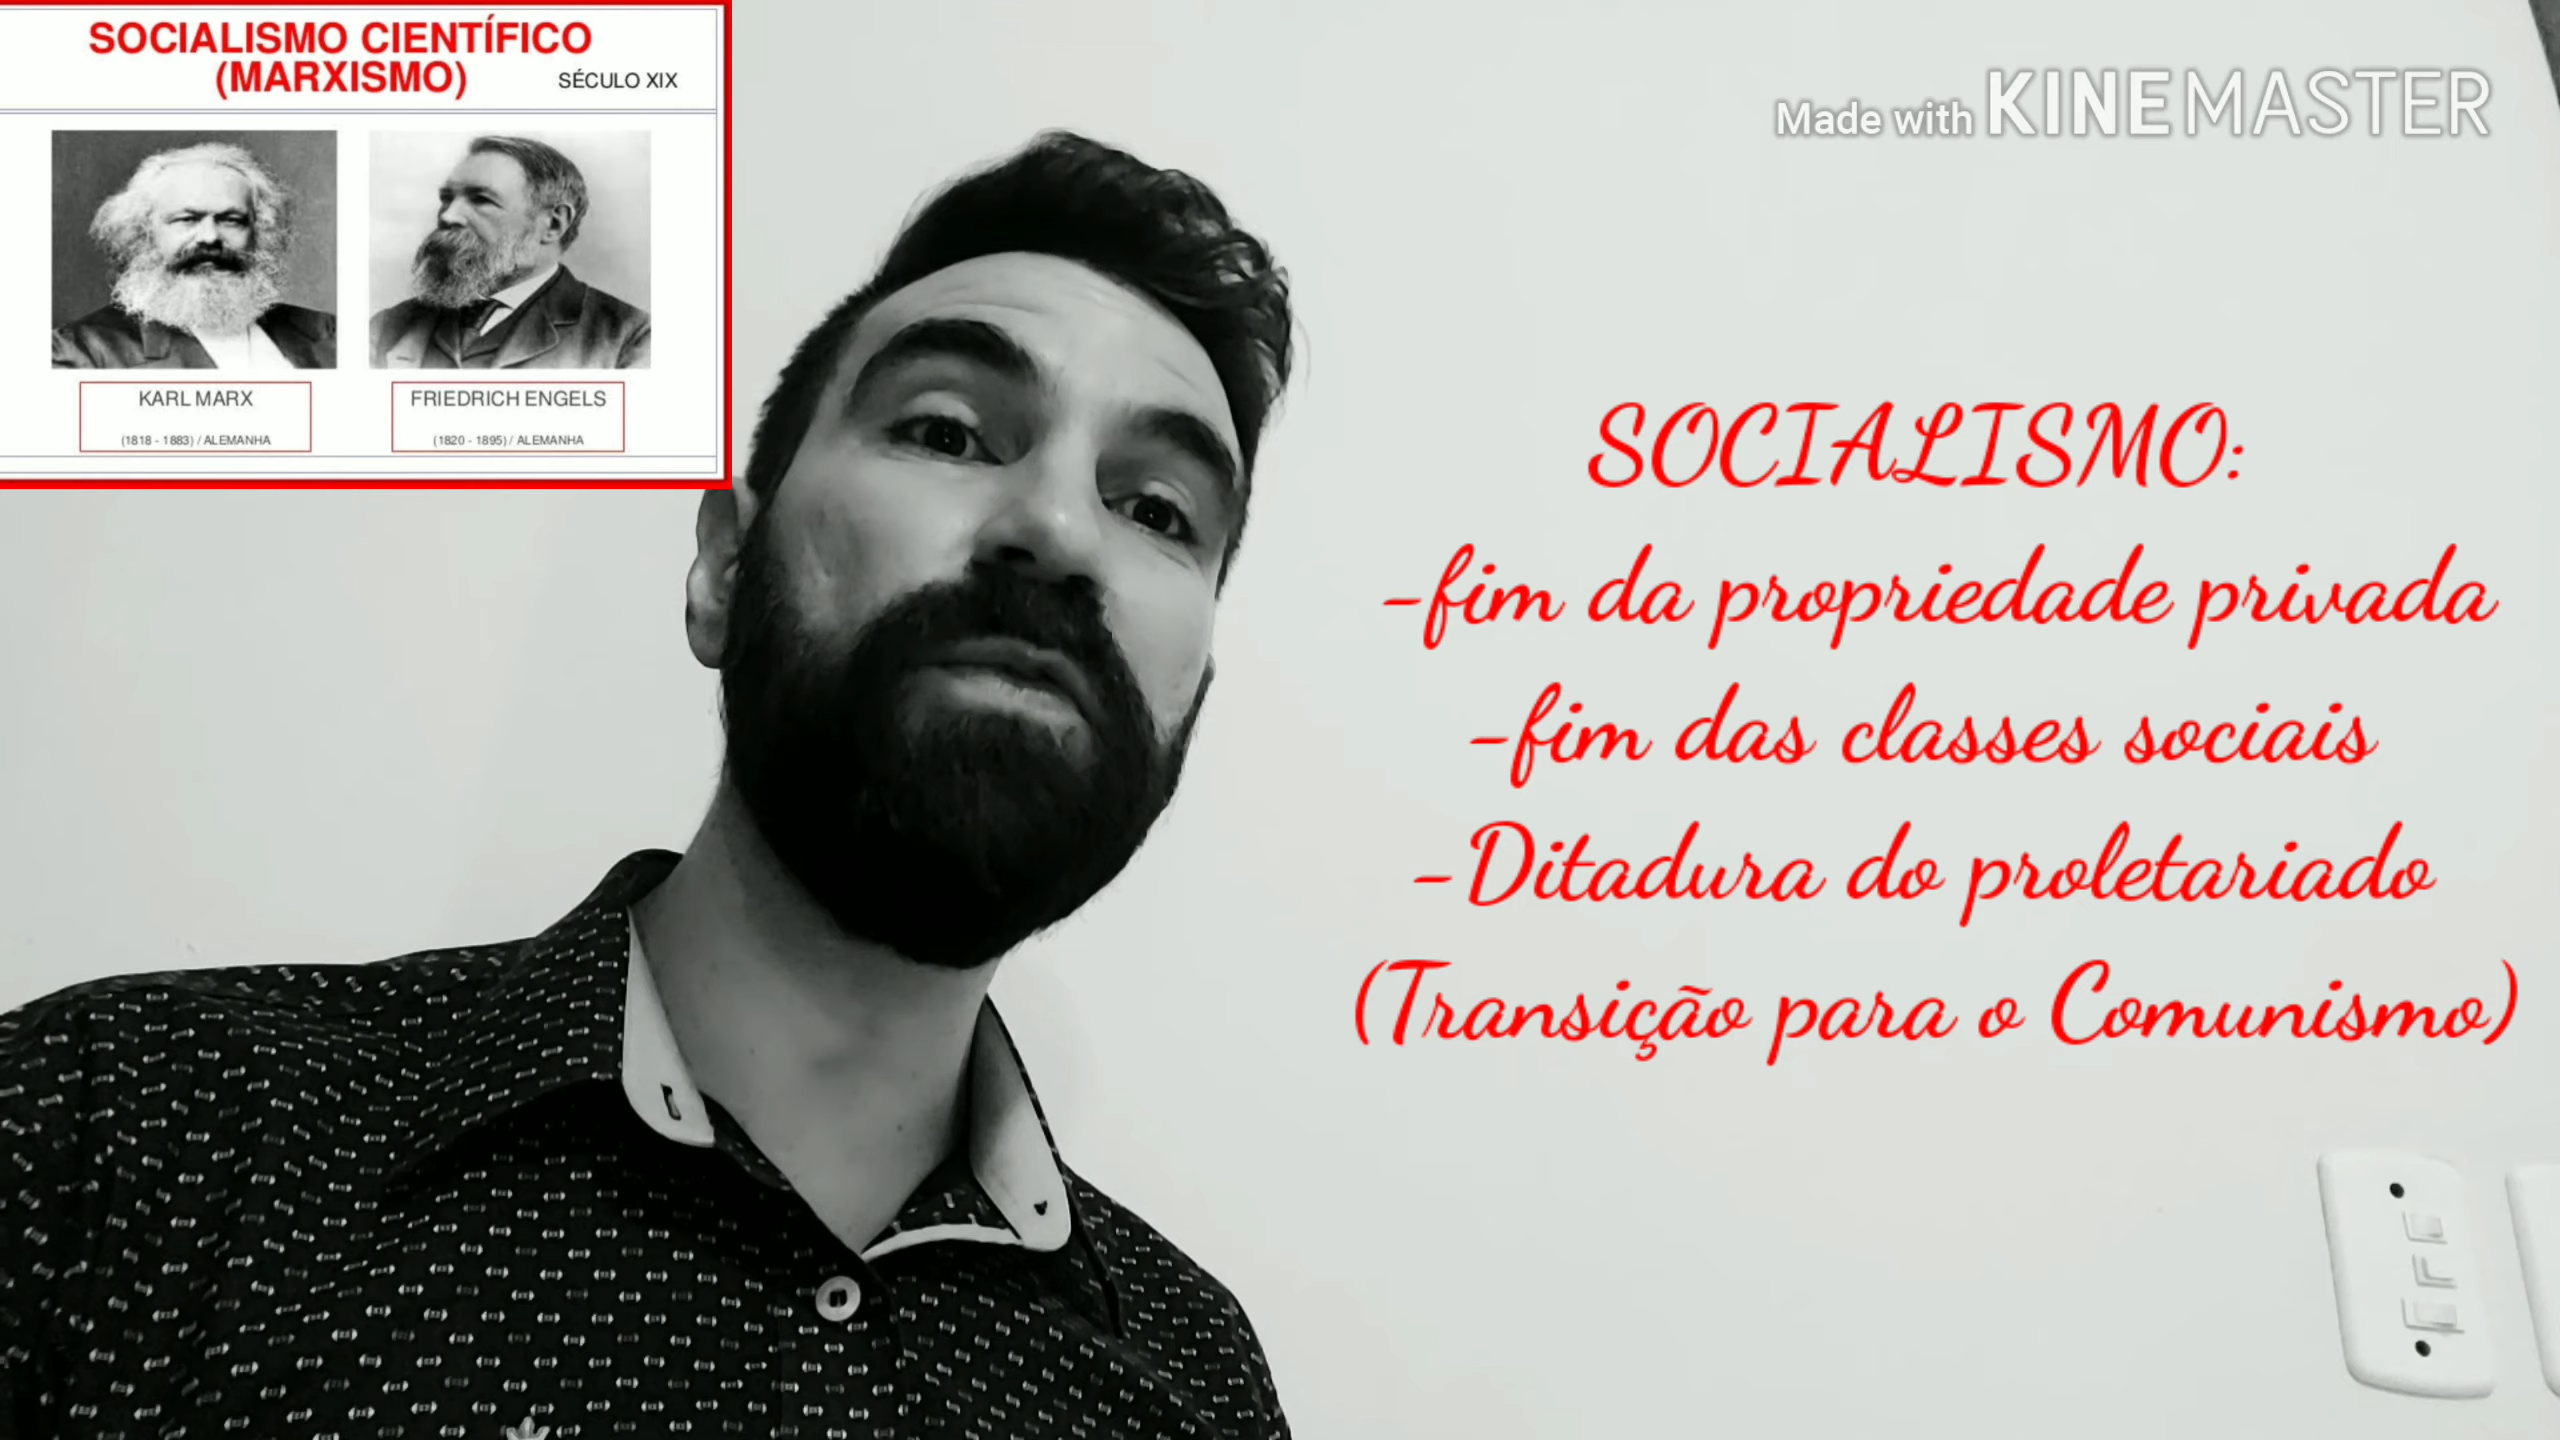 SOCIALISMO CIENTÍFICO
(MARXISMO)
SÉCULO XIX
KARL MARX
(1818 - 1883) / ALEMANHA
FRIEDRICH ENGELS
(1820 - 1895) / ALEMANHA
Made with KINEMASTER
SOCIALISMO:
-fim da propriedade privada
-fim das classes sociais
-Ditadura do proletariado
(Transição para o Comunismo)